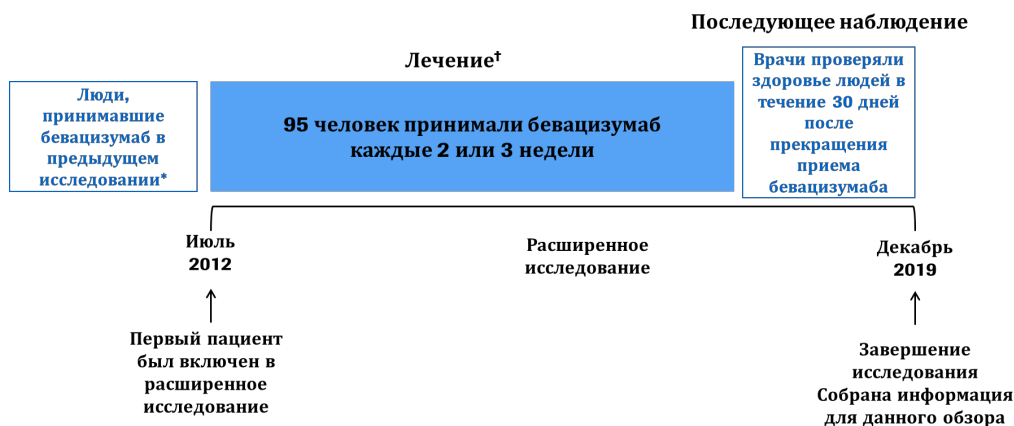 Последующее наблюдение
Лечение†
Люди,
принимавшие
бевацизумаб в
предыдущем
исследовании*
95 человек принимали бевацизумаб
каждые 2 или 3 недели
Врачи проверяли
здоровье людей в
течение 30 дней
после
прекращения
приема
бевацизумаба
Июль
2012
Расширенное
исследование
Декабрь
2019
Первый пациент
был включен в
расширенное
исследование
Завершение
исследования
Собрана информация
для данного обзора